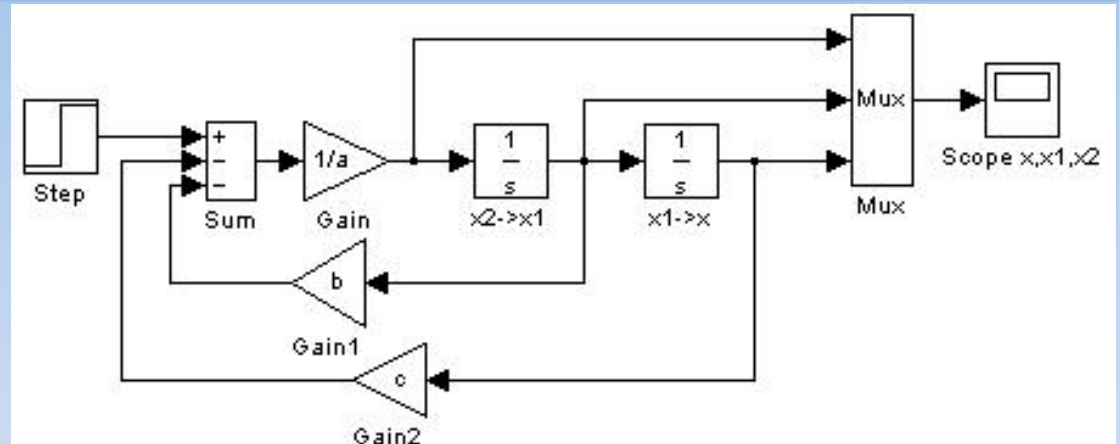 Step
+
−
−
Sum
1/a
Gain
1
s
x2->x1
1
s
x1->x
Mux
Mux
Scope x,x1,x2
b
Gain1
c
Gain2